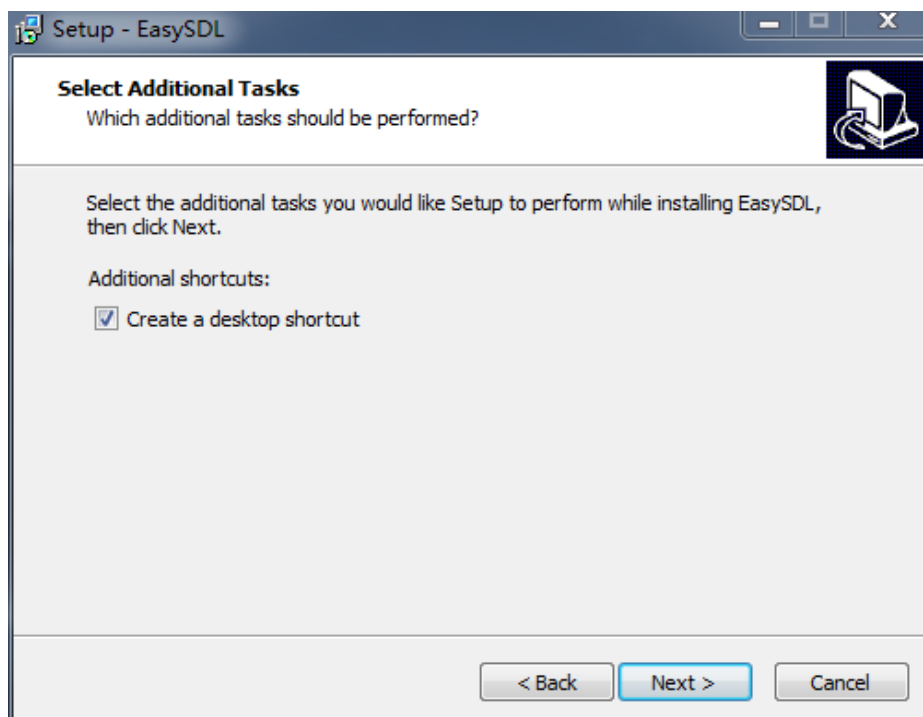 Setup - EasySDL
Select Additional Tasks
Which additional tasks should be performed?
Select the additional tasks you would like Setup to perform while installing EasySDL,
then click Next.
Additional shortcuts:
Create a desktop shortcut
< Back
Next >
Cancel